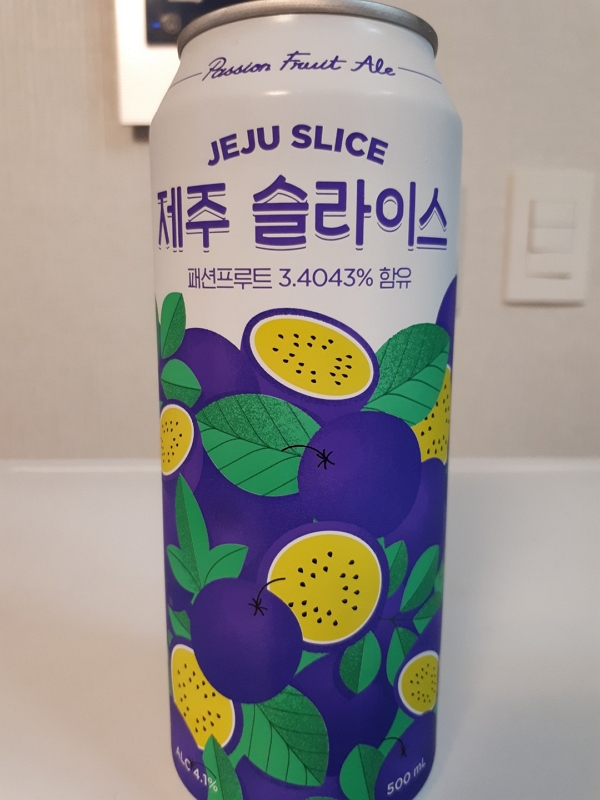 Passion Fruit Ale
JEJU SLICE
제주 슬라이스
패션프루트 3.4043% 함유
ALC 4.1%
500 mL